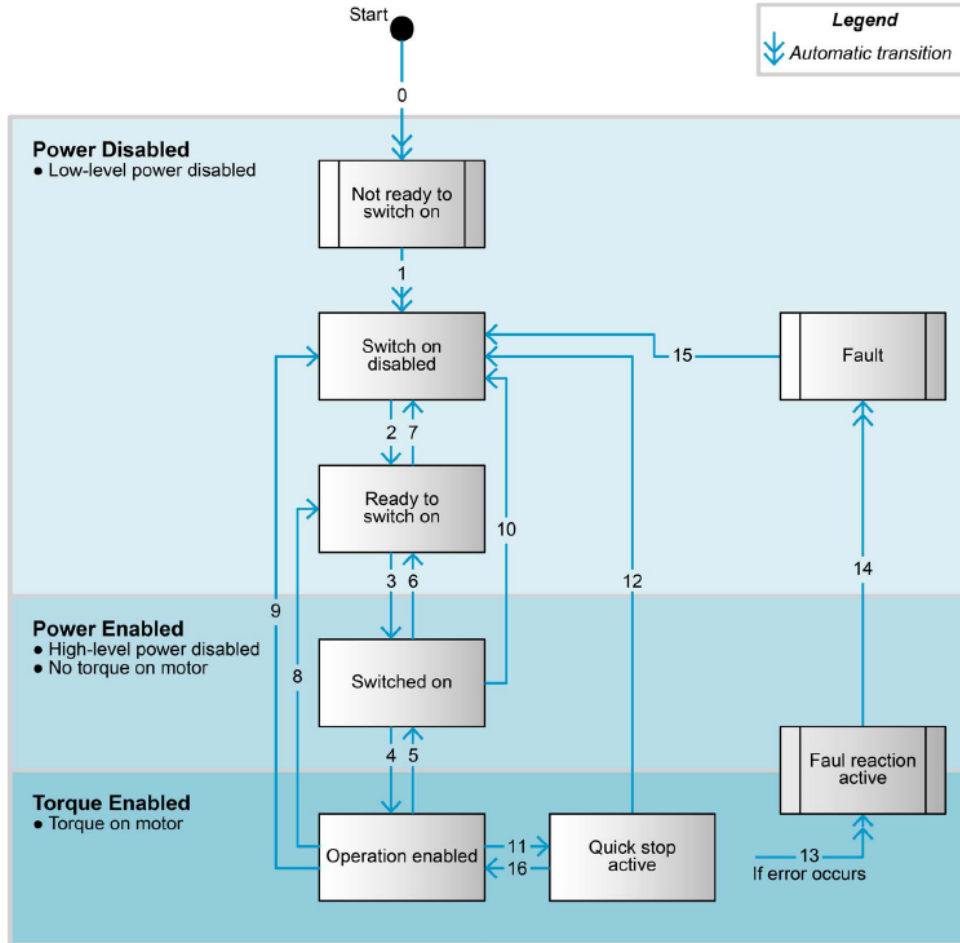 Start
Legend
Automatic transition
0
Power Disabled
● Low-level power disabled
Not ready to
switch on
1
Switch on
disabled
15
Fault
2
7
Ready to
switch on
10
3
6
12
14
9
Power Enabled
● High-level power disabled
● No torque on motor
8
Switched on
4
5
Faul reaction
active
Torque Enabled
● Torque on motor
Operation enabled
11
16
Quick stop
active
13
If error occurs